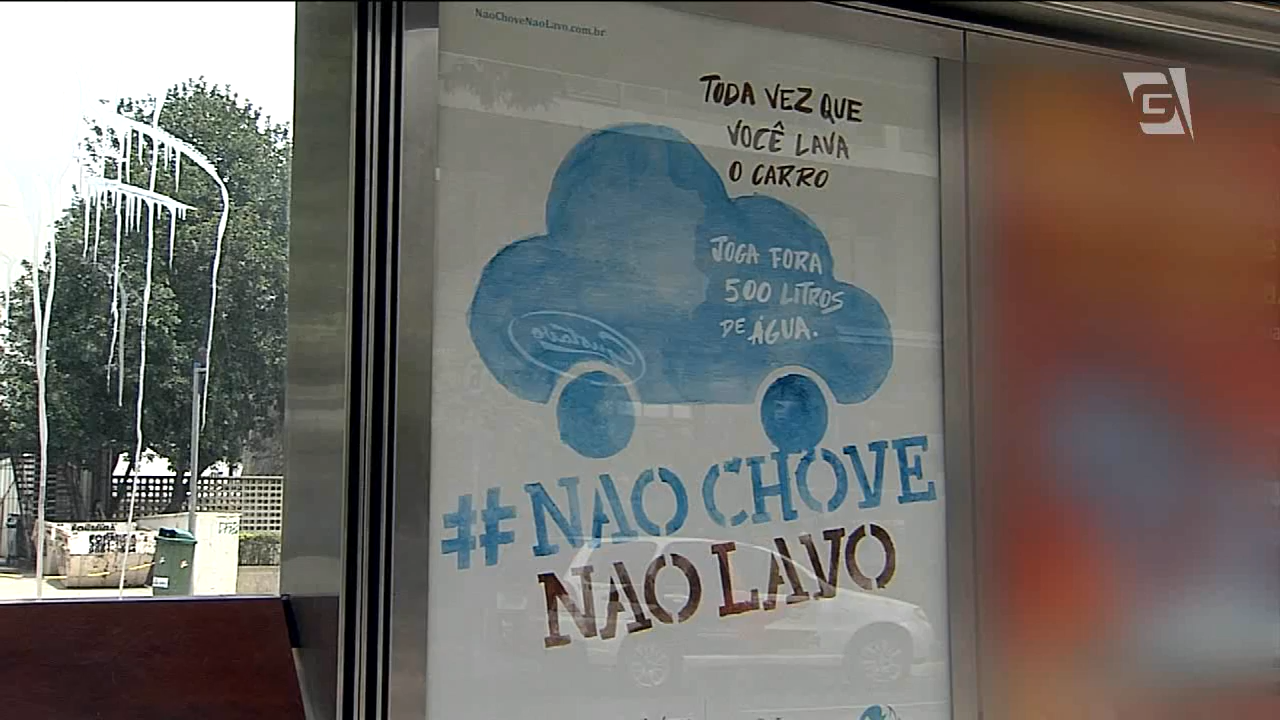 NaoChoveNaoLavo.com.br
TODA VEZ QUE
VOCÊ LAVA
O CARRO
JOGA FORA
500 LITROS
DE ÁGUA.
#NAO CHOVE
NAO LAVO